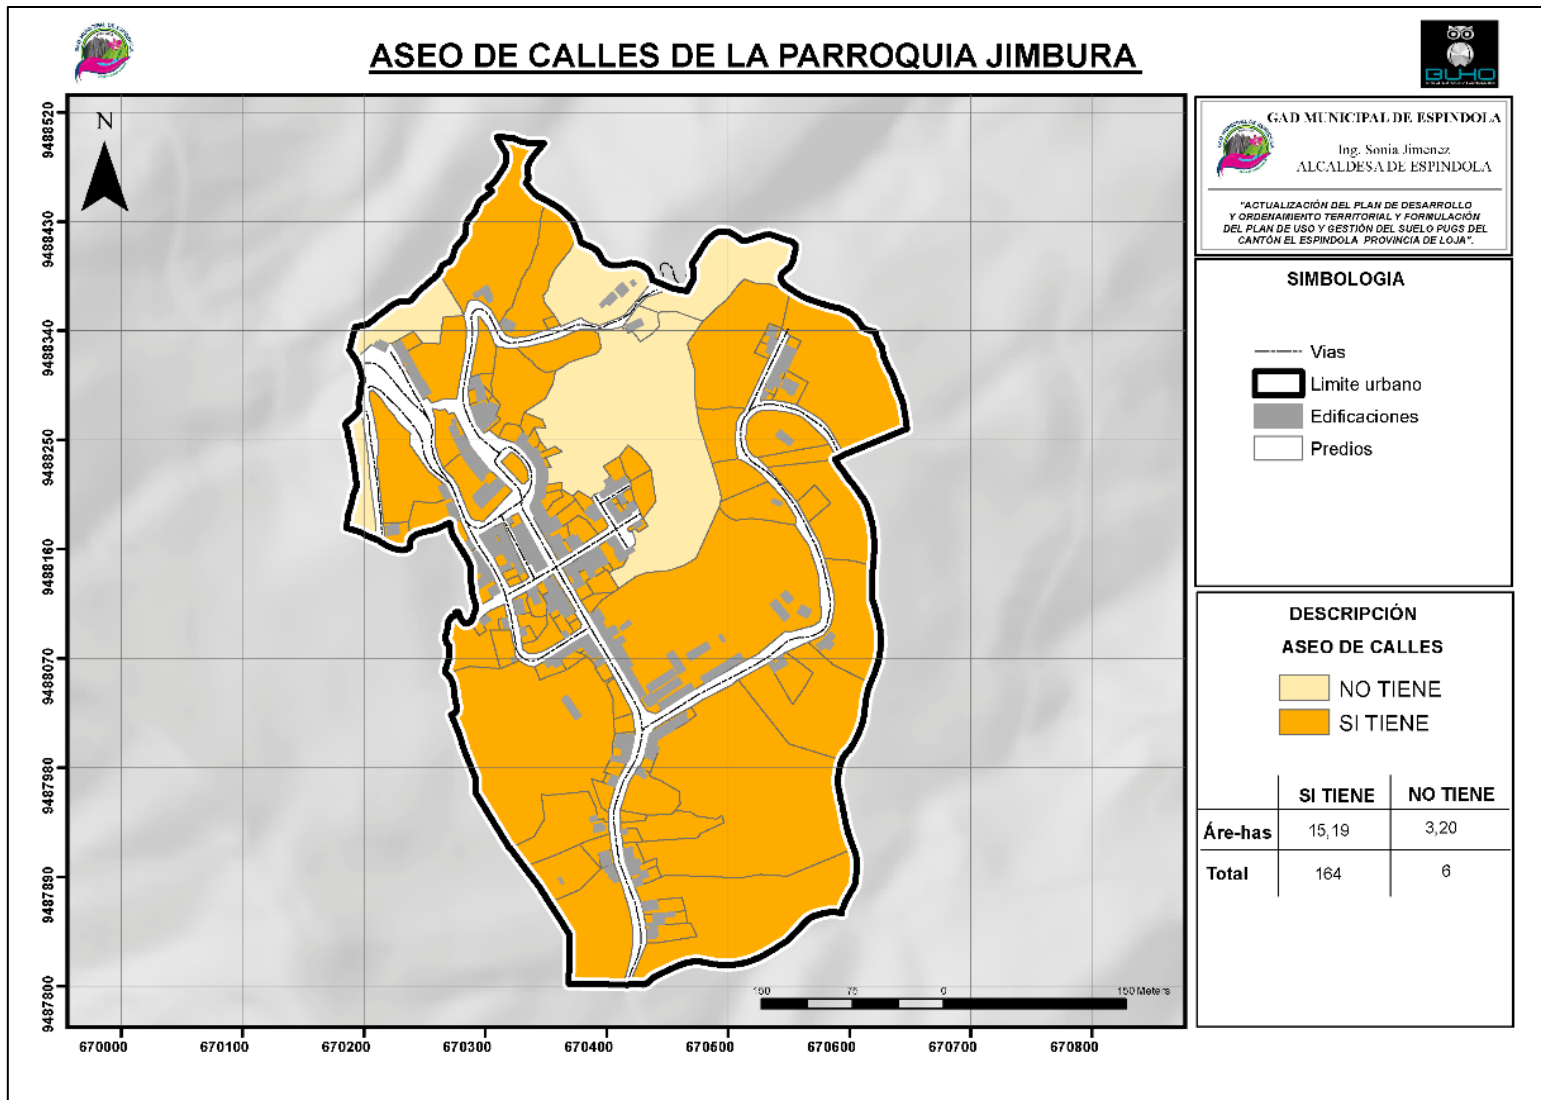 ASEO DE CALLES DE LA PARROQUIA JIMBURA
BUHO
GAD MUNICIPAL DE ESPINDOLA
Ing. Sonia Jimenez
ALCALDESA DE ESPINDOLA
"ACTUALIZACIÓN DEL PLAN DE DESARROLLO
Y ORDENAMIENTO TERRITORIAL Y FORMULACIÓN
DEL PLAN DE USO Y GESTIÓN DEL SUELO PUGS DEL
CANTÓN EL ESPINDOLA PROVINCIA DE LOJA".
SIMBOLOGIA
Vias
Limite urbano
Edificaciones
Predios
DESCRIPCIÓN
ASEO DE CALLES
NO TIENE
SI TIENE
SI TIENE NO TIENE
Áre-has 15,19 3,20
Total 164 6
N
9488520
9488430
9488340
9488250
9488160
9488070
9487980
9487890
9487800
150 75 0 150 Meters
670000 670100 670200 670300 670400 670500 670600 670700 670800